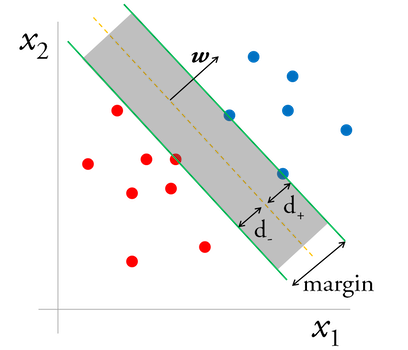 x₂
w
d₊
d₋
margin
x₁